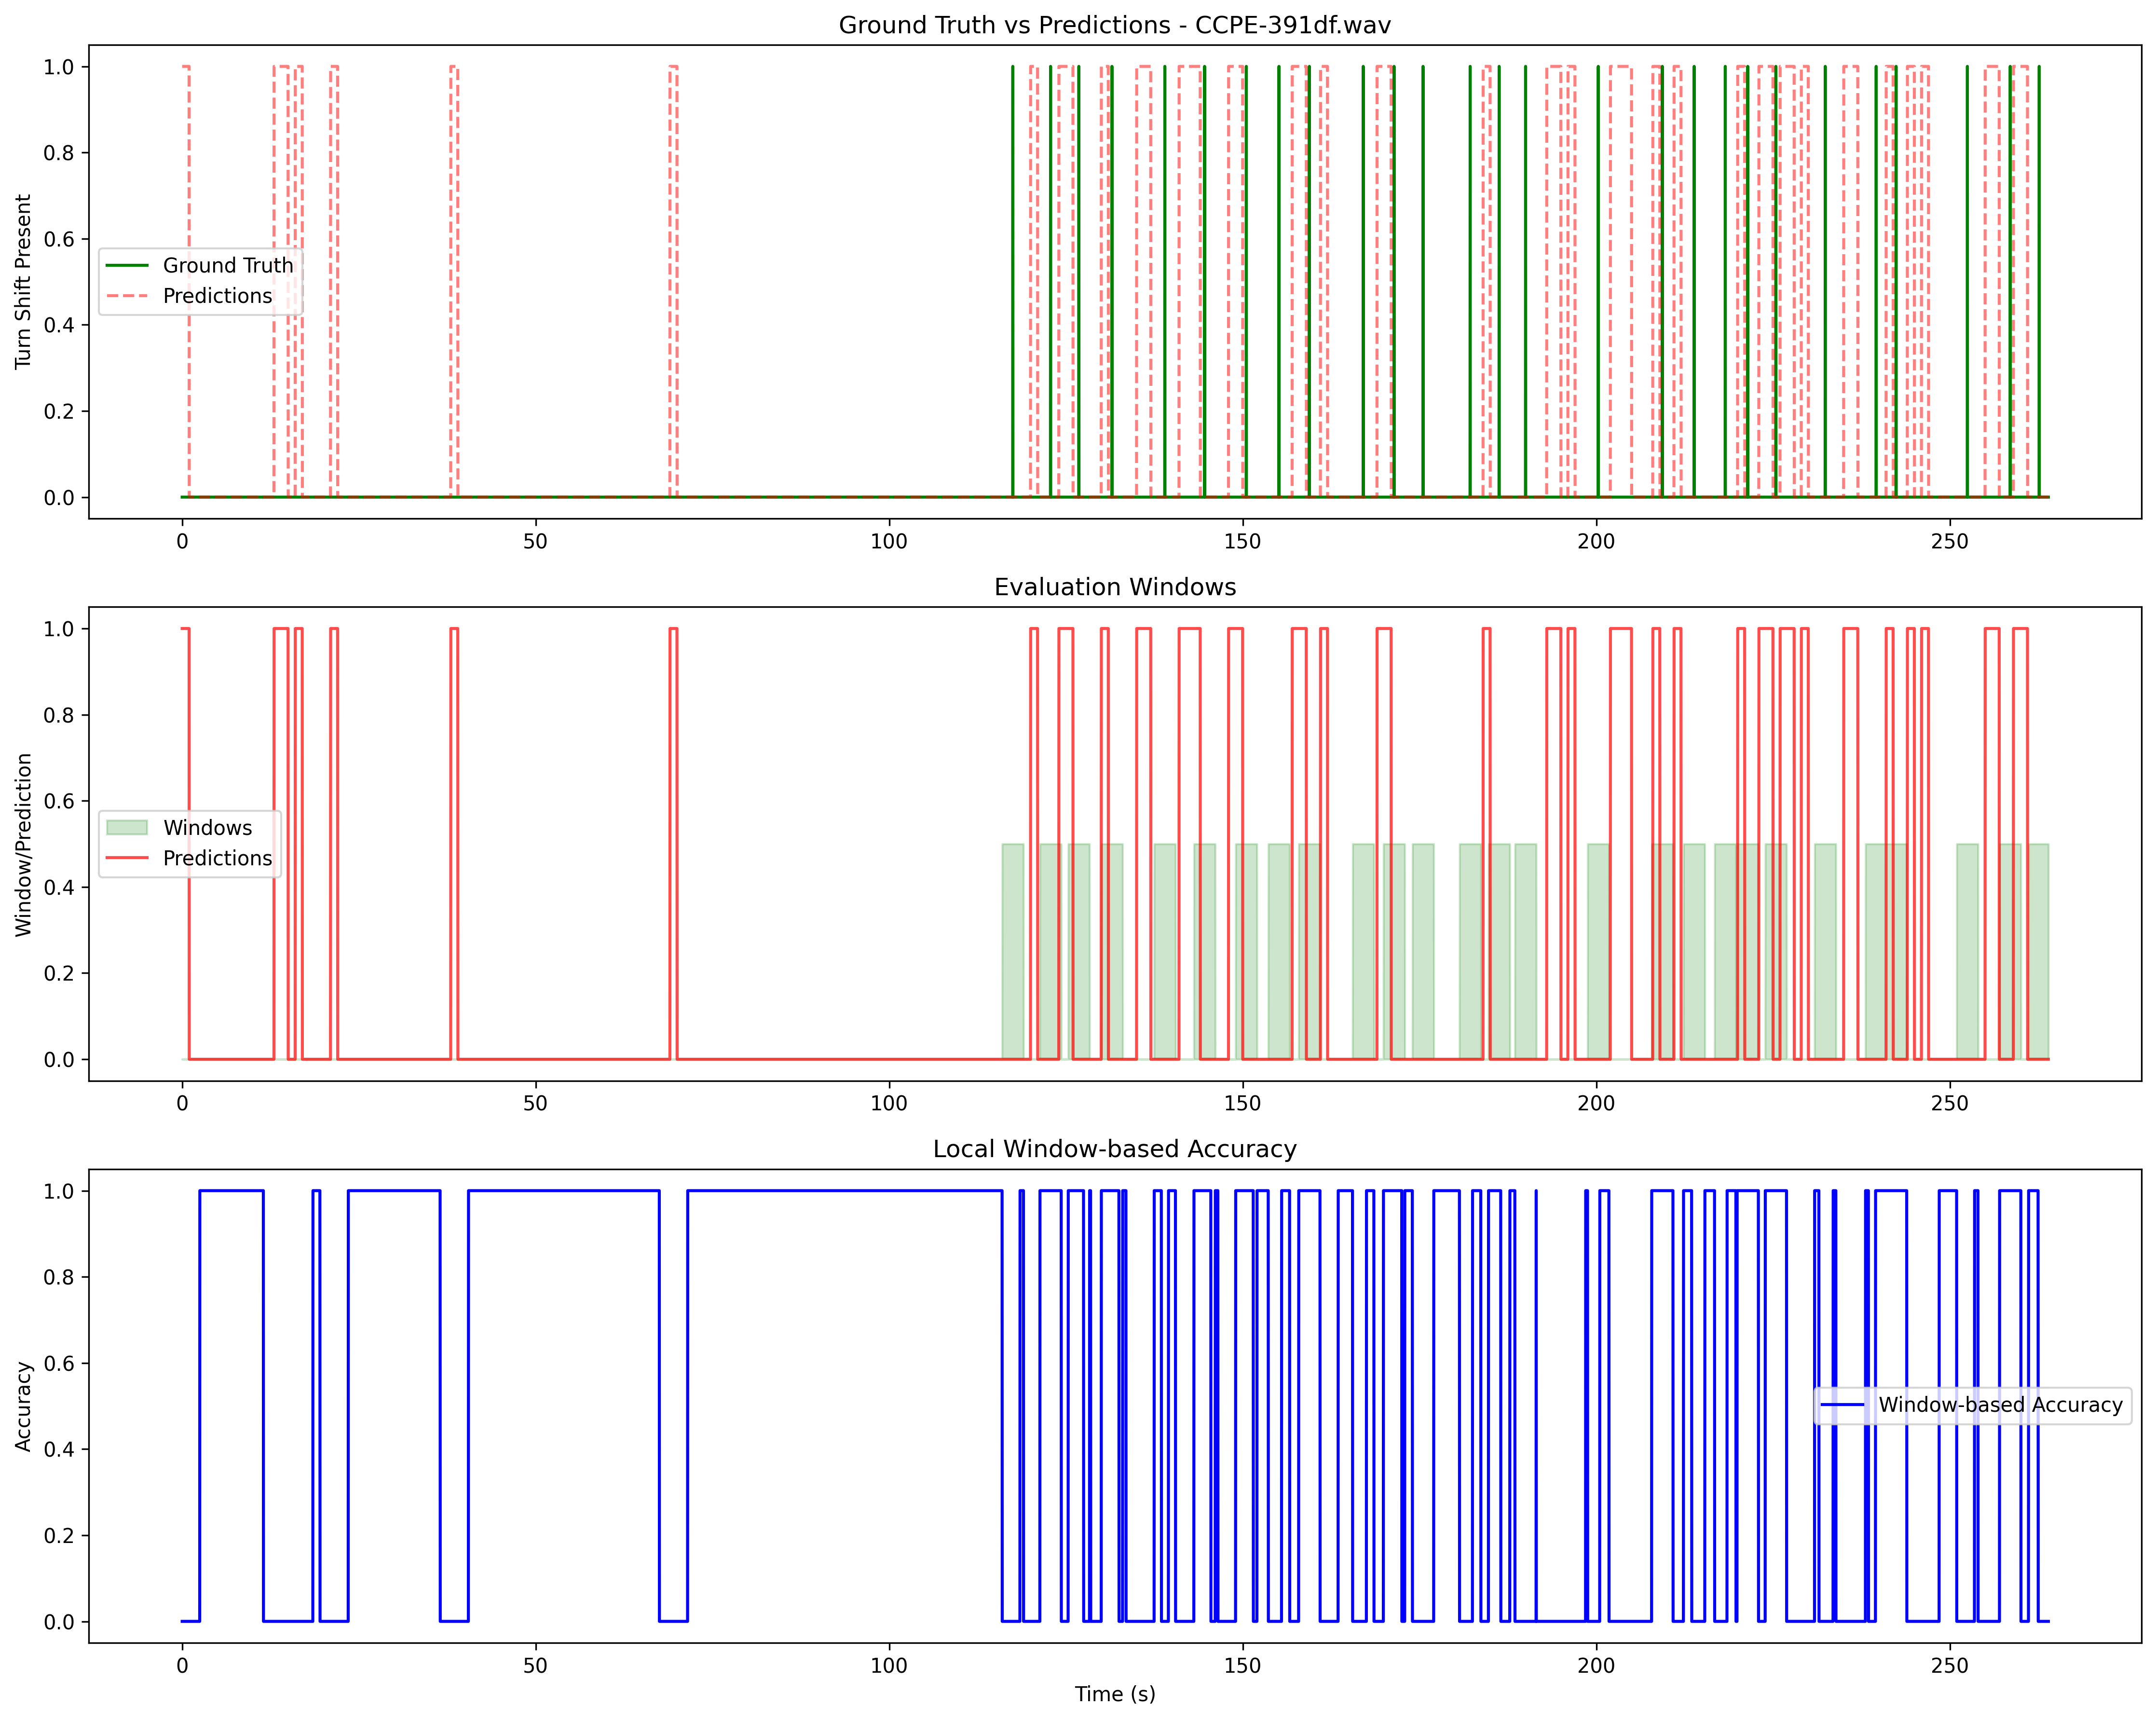 Ground Truth vs Predictions - CCPE-391df.wav
Turn Shift Present
1.0
0.8
0.6
0.4
0.2
0.0
Ground Truth
Predictions
0 50 100 150 200 250
Evaluation Windows
Window/Prediction
1.0
0.8
0.6
0.4
0.2
0.0
Windows
Predictions
0 50 100 150 200 250
Local Window-based Accuracy
Accuracy
1.0
0.8
0.6
0.4
0.2
0.0
Window-based Accuracy
0 50 100 150 200 250
Time (s)